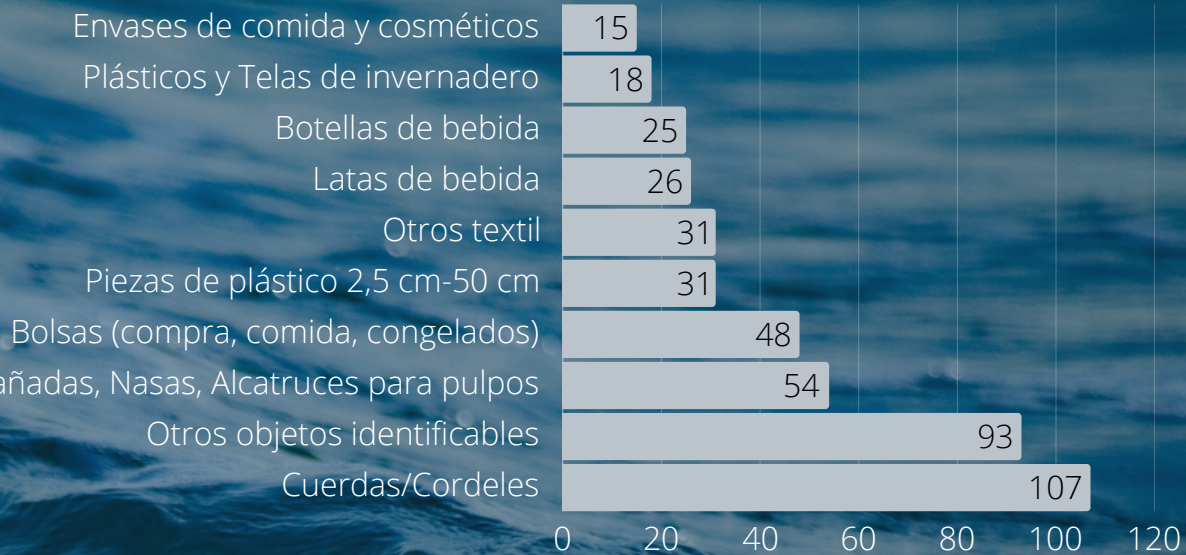 Envases de comida y cosméticos 15
Plásticos y Telas de invernadero 18
Botellas de bebida 25
Latas de bebida 26
Otros textil 31
Piezas de plástico 2,5 cm-50 cm 31
Bolsas (compra, comida, congelados) 48
añadas, Nasas, Alcatruces para pulpos 54
Otros objetos identificables 93
Cuerdas/Cordeles 107
0 20 40 60 80 100 120